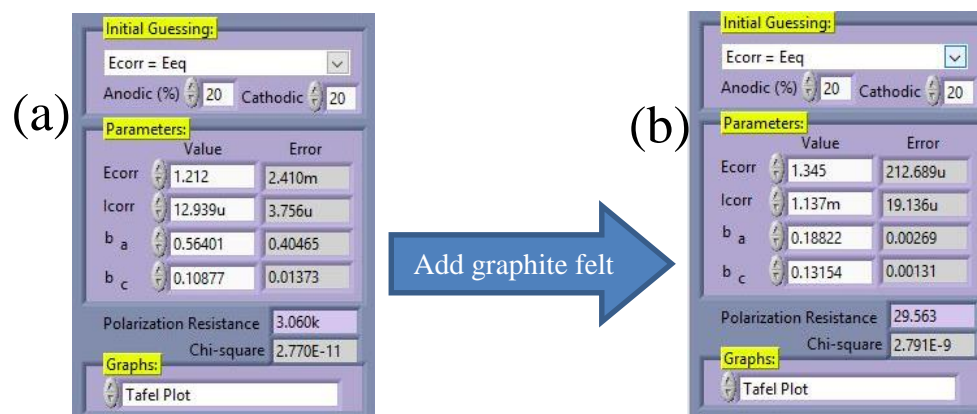 (a)
Initial Guessing:
Ecorr = Eeq
Anodic (%) 20 Cathodic 20
Parameters:
Value Error
Ecorr 1.212 2.410m
Icorr 12.939u 3.756u
b a 0.56401 0.40465
b c 0.10877 0.01373
Polarization Resistance 3.060k
Chi-square 2.770E-11
Graphs:
Tafel Plot
Add graphite felt
(b)
Initial Guessing:
Ecorr = Eeq
Anodic (%) 20 Cathodic 20
Parameters:
Value Error
Ecorr 1.345 212.689u
Icorr 1.137m 19.136u
b a 0.18822 0.00269
b c 0.13154 0.00131
Polarization Resistance 29.563
Chi-square 2.791E-9
Graphs:
Tafel Plot